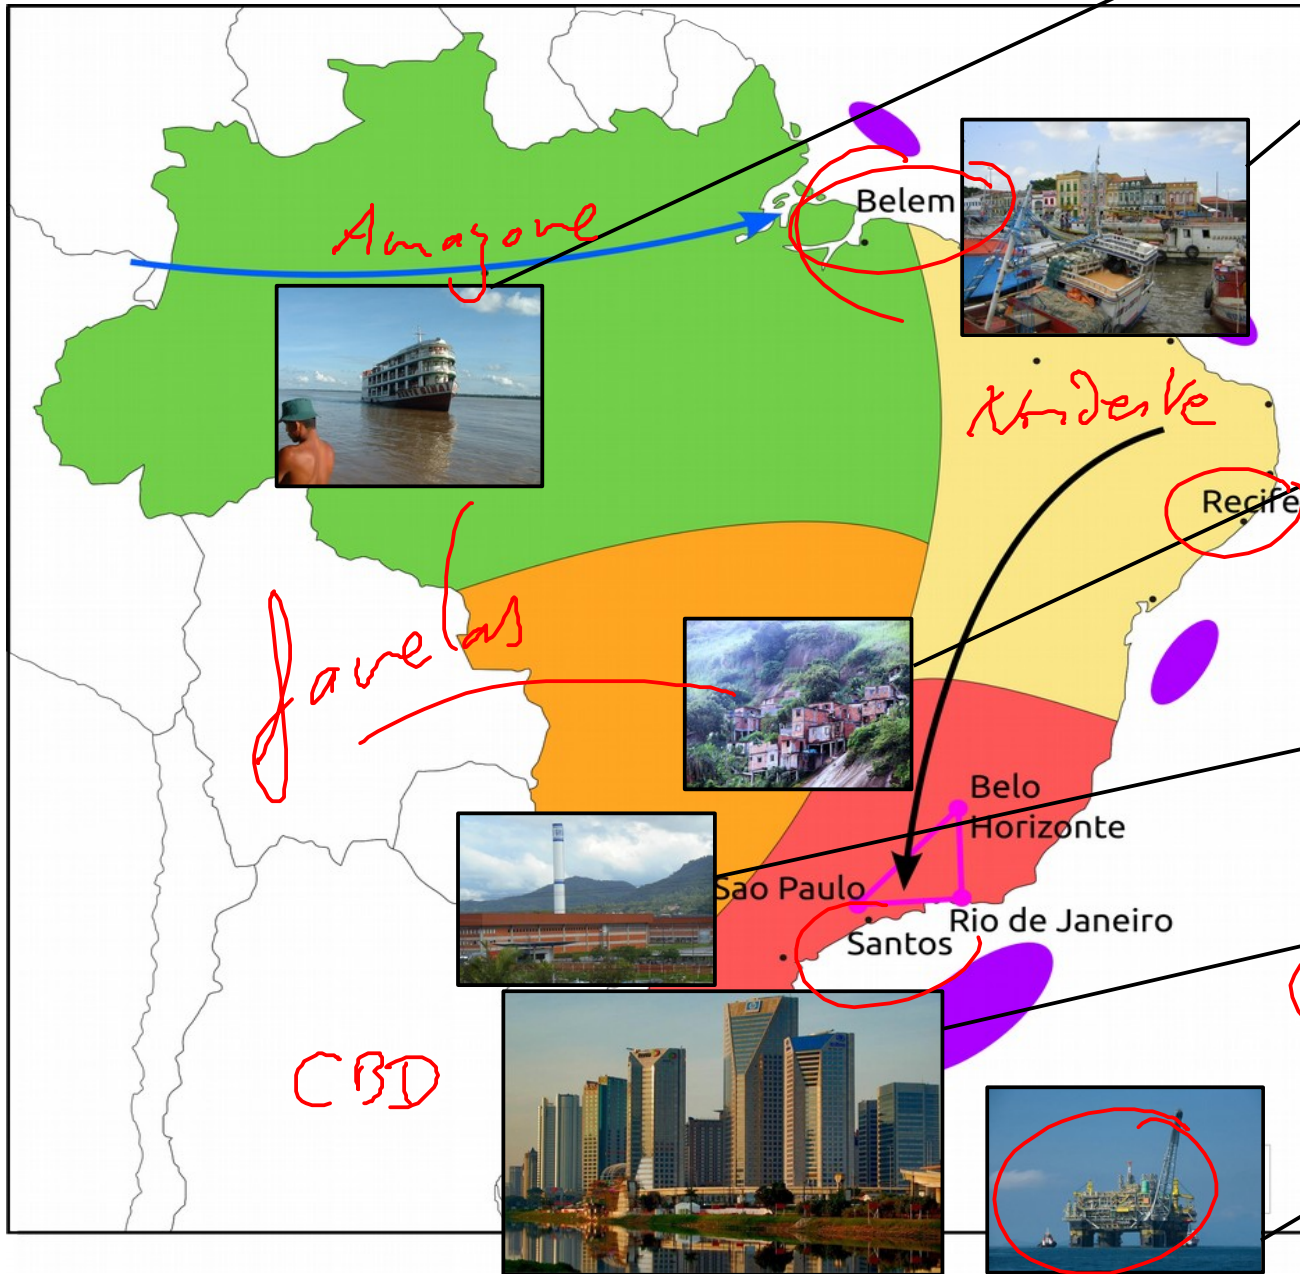 Belem
Amazone
Nordeste
Recife
favelas
Belo
Horizonte
Sao Paulo
Rio de Janeiro
Santos
CBD